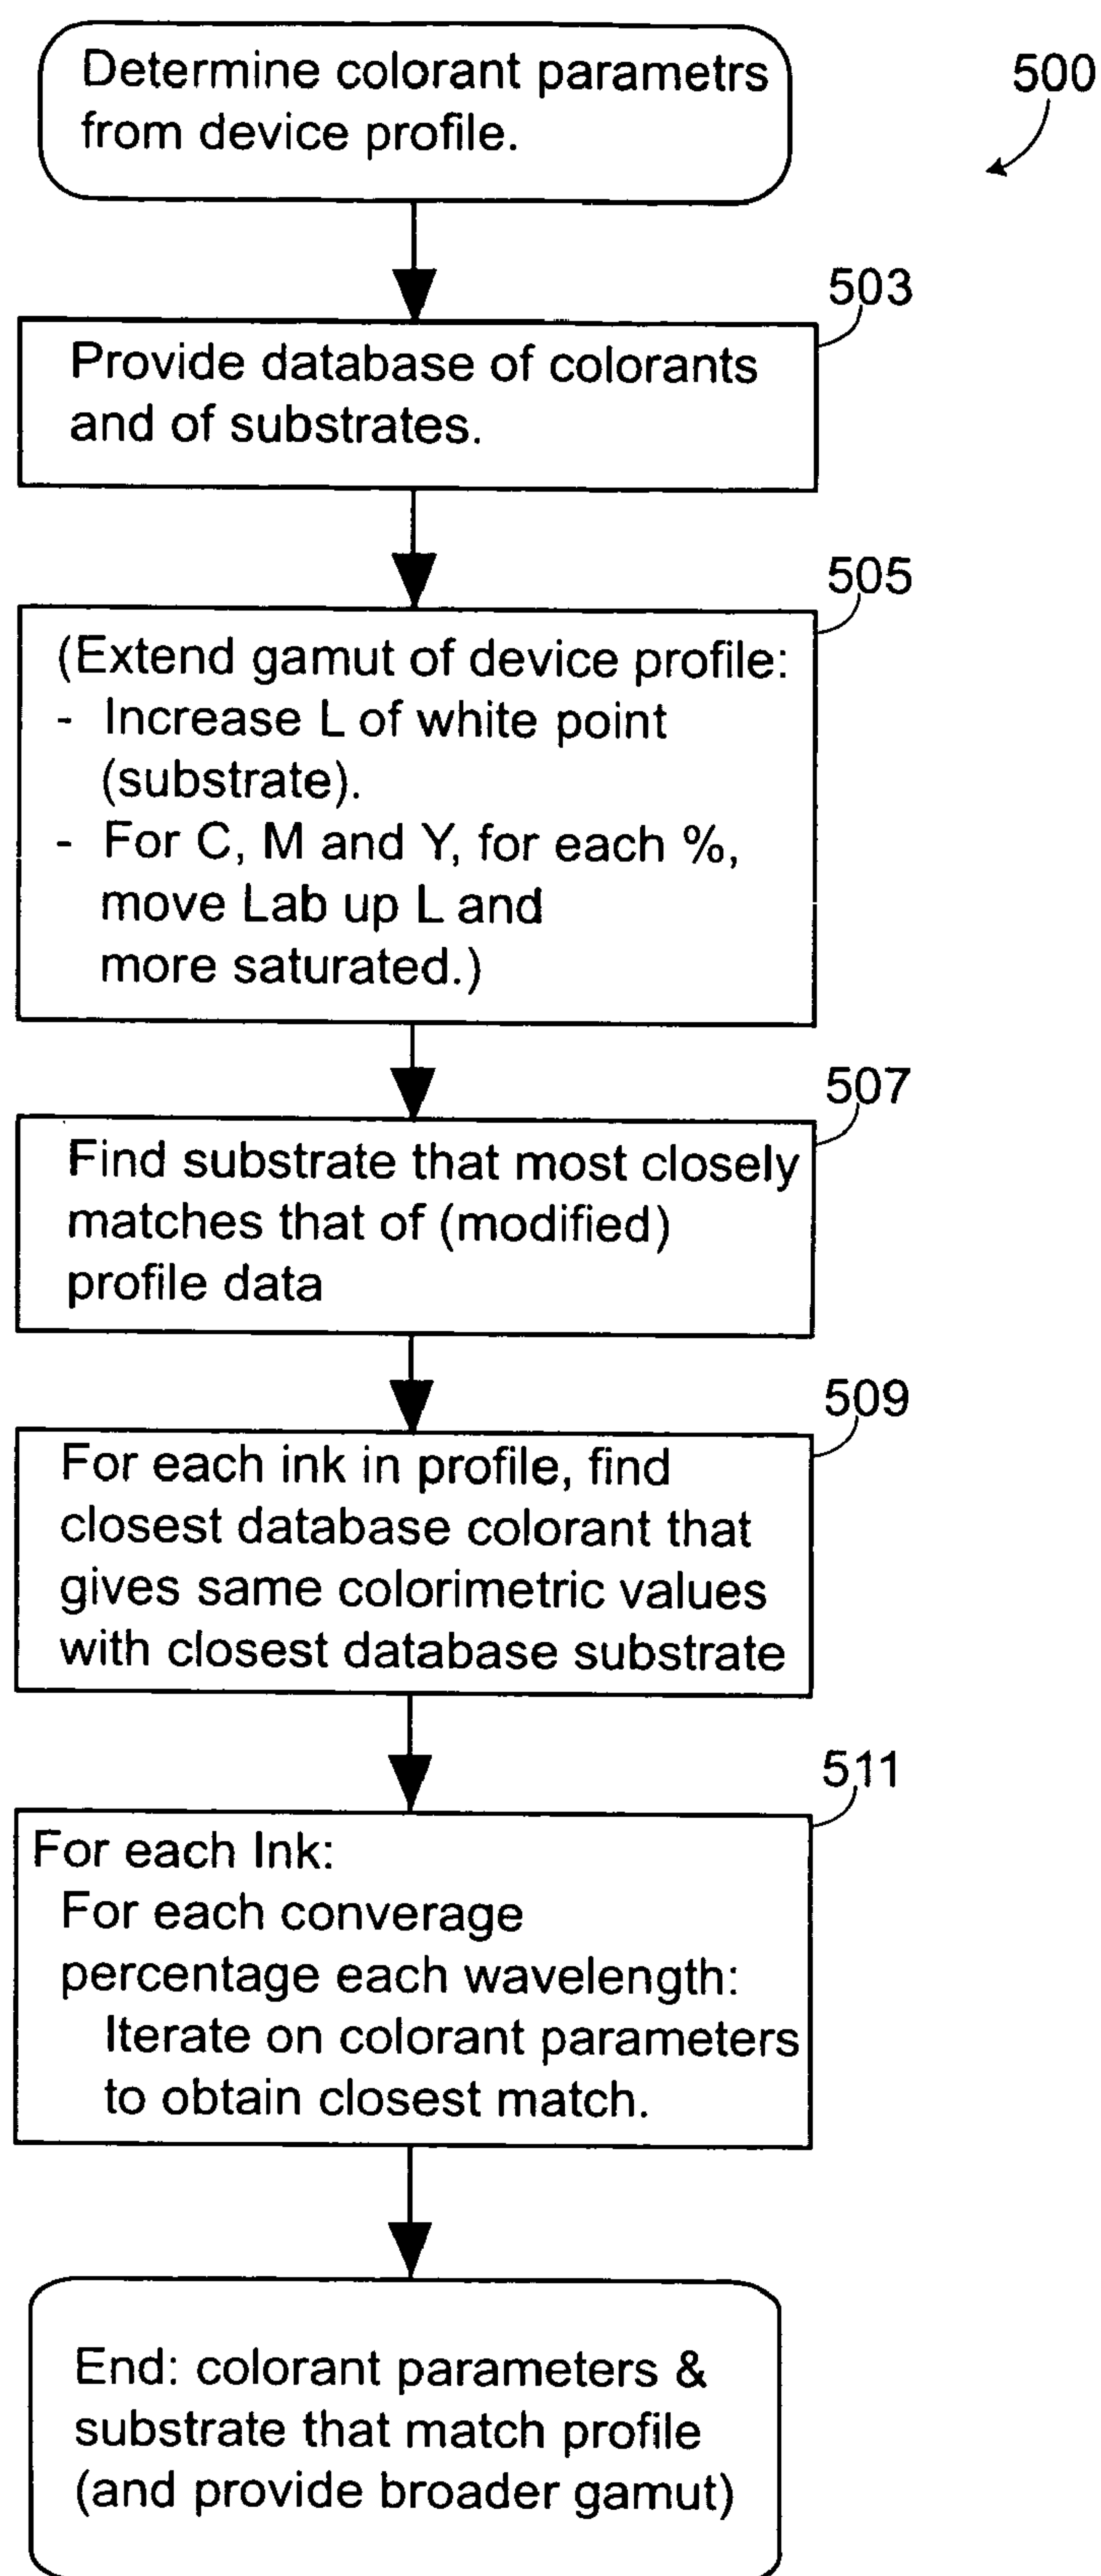 Determine colorant parametrs
from device profile.
500
503
Provide database of colorants
and of substrates.
505
(Extend gamut of device profile:
- Increase L of white point
(substrate).
- For C, M and Y, for each %,
move Lab up L and
more saturated.)
507
Find substrate that most closely
matches that of (modified)
profile data
509
For each ink in profile, find
closest database colorant that
gives same colorimetric values
with closest database substrate
511
For each Ink:
For each converage
percentage each wavelength:
Iterate on colorant parameters
to obtain closest match.
End: colorant parameters &
substrate that match profile
(and provide broader gamut)